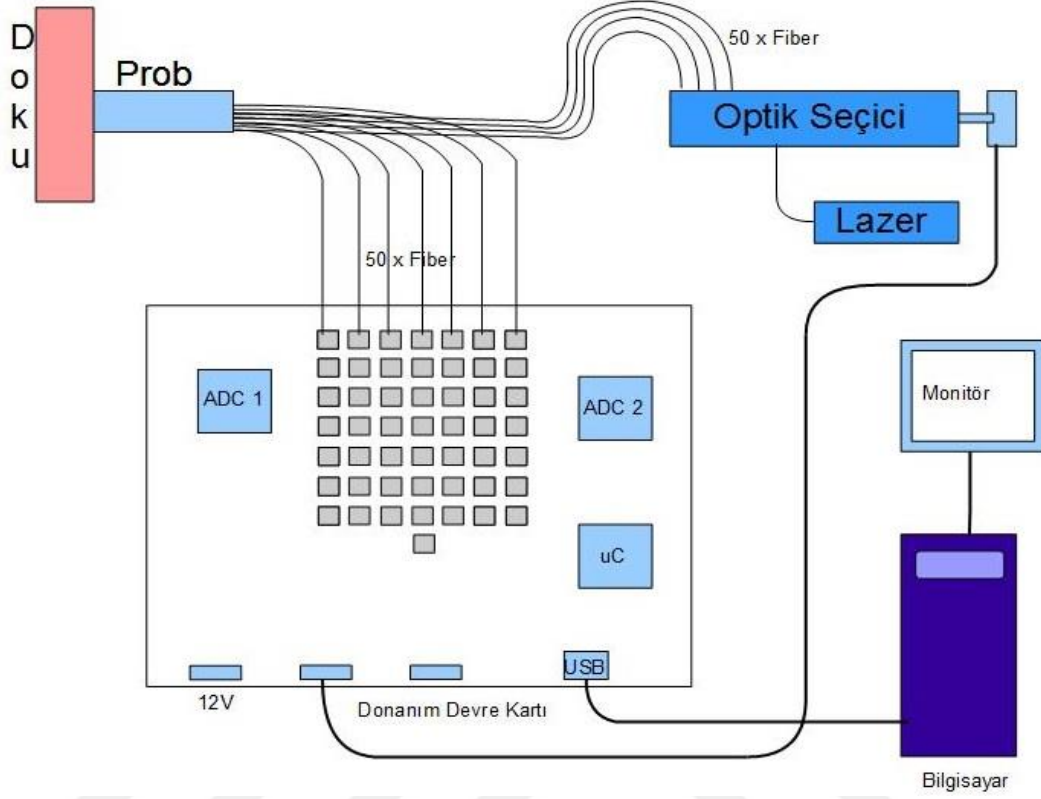 Doku
Prob
50 x Fiber
Optik Seçici
Lazer
50 x Fiber
ADC 1
ADC 2
Monitör
uC
USB
12V
Donanım Devre Kartı
Bilgisayar